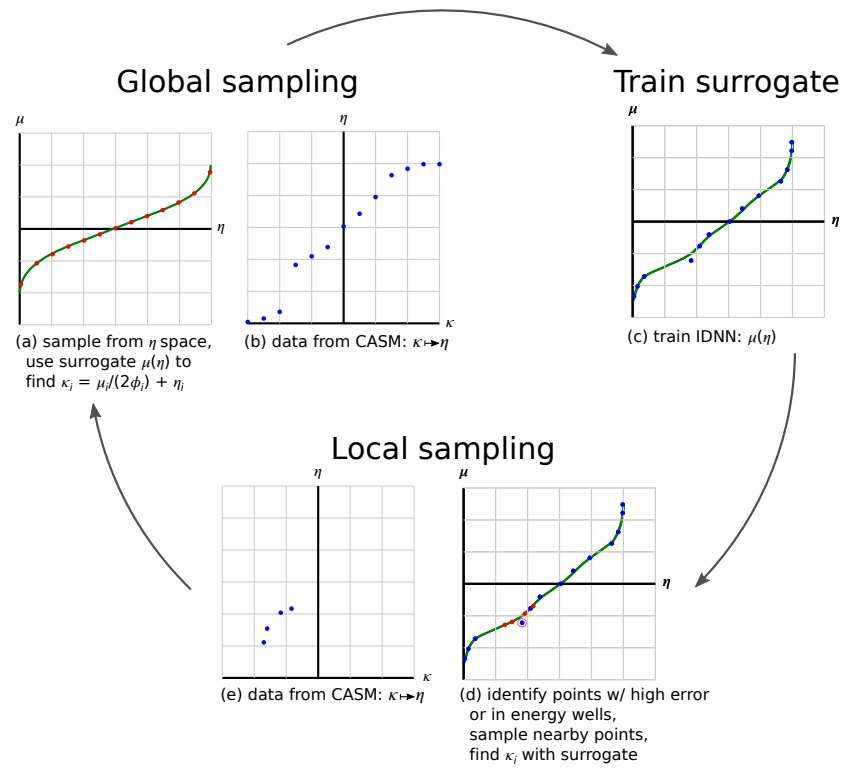 Global sampling
Train surrogate
μ
η
(a) sample from η space,
use surrogate μ(η) to
find κᵢ = μᵢ/(2ϕᵢ) + ηᵢ
η
κ
(b) data from CASM: κ↦η
μ
η
(c) train IDNN: μ(η)
Local sampling
η
κ
(e) data from CASM: κ↦η
μ
η
(d) identify points w/ high error
or in energy wells,
sample nearby points,
find κᵢ with surrogate